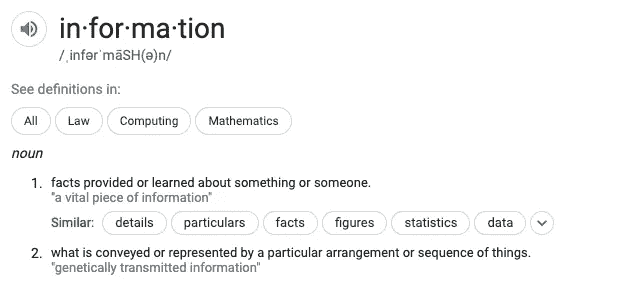 in·for·ma·tion
/ˌinfərˈmāSH(ə)n/
See definitions in:
All Law Computing Mathematics
noun
1. facts provided or learned about something or someone.
"a vital piece of information"
Similar: details particulars facts figures statistics data
2. what is conveyed or represented by a particular arrangement or sequence of things.
"genetically transmitted information"